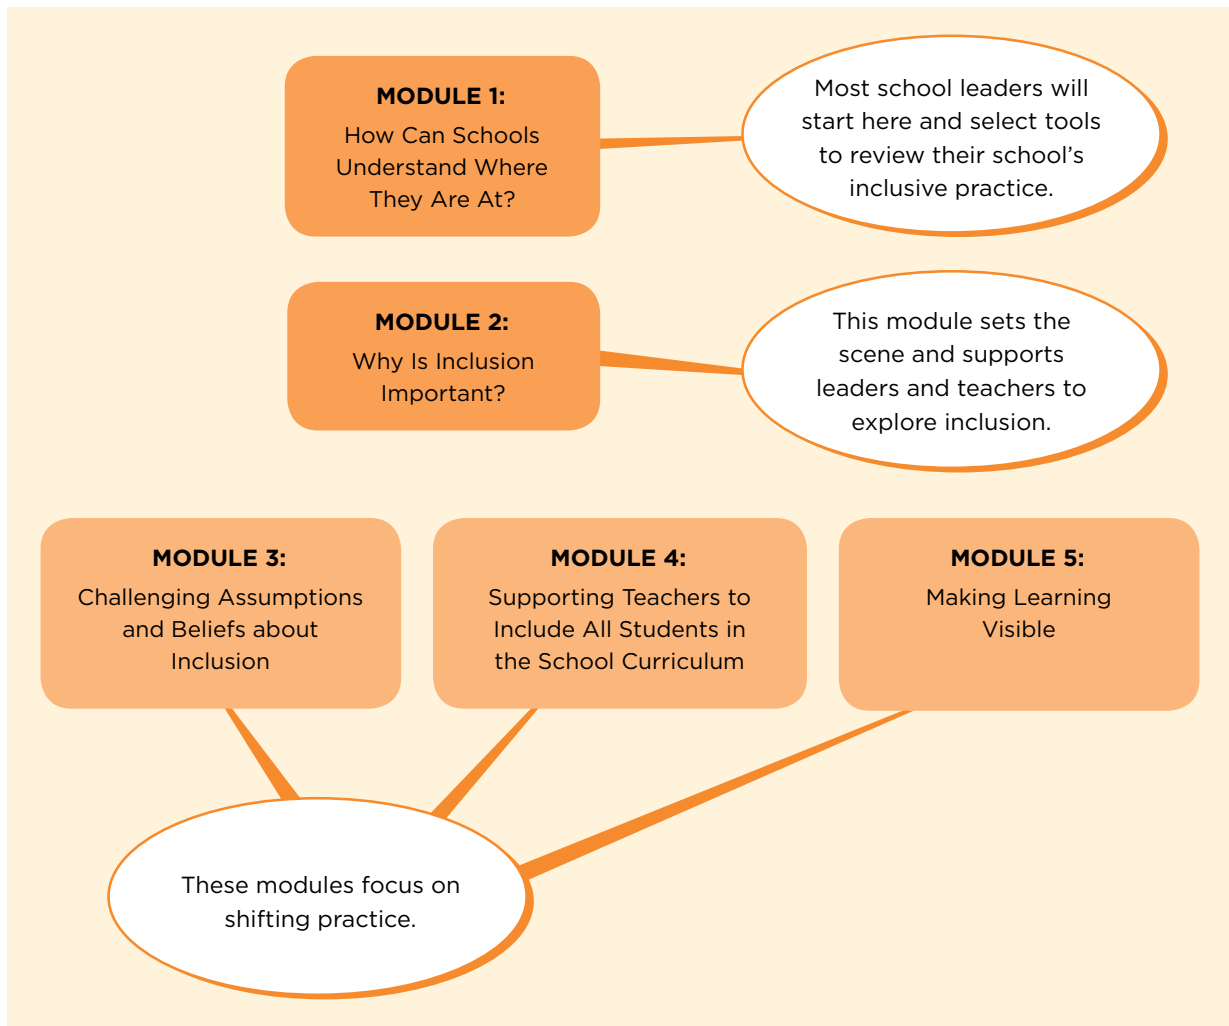 MODULE 1:
How Can Schools
Understand Where
They Are At?
Most school leaders will
start here and select tools
to review their school’s
inclusive practice.
MODULE 2:
Why Is Inclusion
Important?
This module sets the
scene and supports
leaders and teachers to
explore inclusion.
MODULE 3:
Challenging Assumptions
and Beliefs about
Inclusion
MODULE 4:
Supporting Teachers to
Include All Students in
the School Curriculum
MODULE 5:
Making Learning
Visible
These modules focus on
shifting practice.